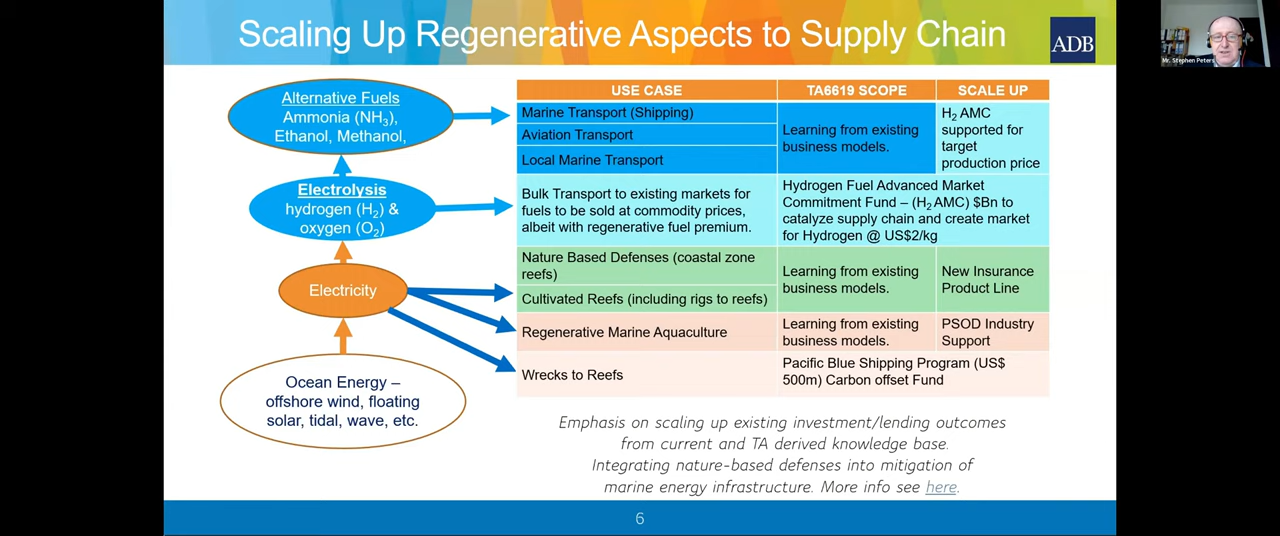 Scaling Up Regenerative Aspects to Supply Chain
ADB
Mr. Stephen Peters
Alternative Fuels
Ammonia (NH₃),
Ethanol, Methanol,
Electrolysis
hydrogen (H₂) &
oxygen (O₂)
Electricity
Ocean Energy –
offshore wind, floating
solar, tidal, wave, etc.
USE CASE
TA6619 SCOPE
SCALE UP
Marine Transport (Shipping)
Aviation Transport
Local Marine Transport
Learning from existing
business models.
H₂ AMC
supported for
target
production price
Bulk Transport to existing markets for
fuels to be sold at commodity prices,
albeit with regenerative fuel premium.
Hydrogen Fuel Advanced Market
Commitment Fund – (H₂ AMC) $Bn to
catalyze supply chain and create market
for Hydrogen @ US$2/kg
Nature Based Defenses (coastal zone
reefs)
Cultivated Reefs (including rigs to reefs)
Learning from existing
business models.
New Insurance
Product Line
Regenerative Marine Aquaculture
Learning from existing
business models.
PSOD Industry
Support
Wrecks to Reefs
Pacific Blue Shipping Program (US$
500m) Carbon offset Fund
Emphasis on scaling up existing investment/lending outcomes
from current and TA derived knowledge base.
Integrating nature-based defenses into mitigation of
marine energy infrastructure. More info see here.
6